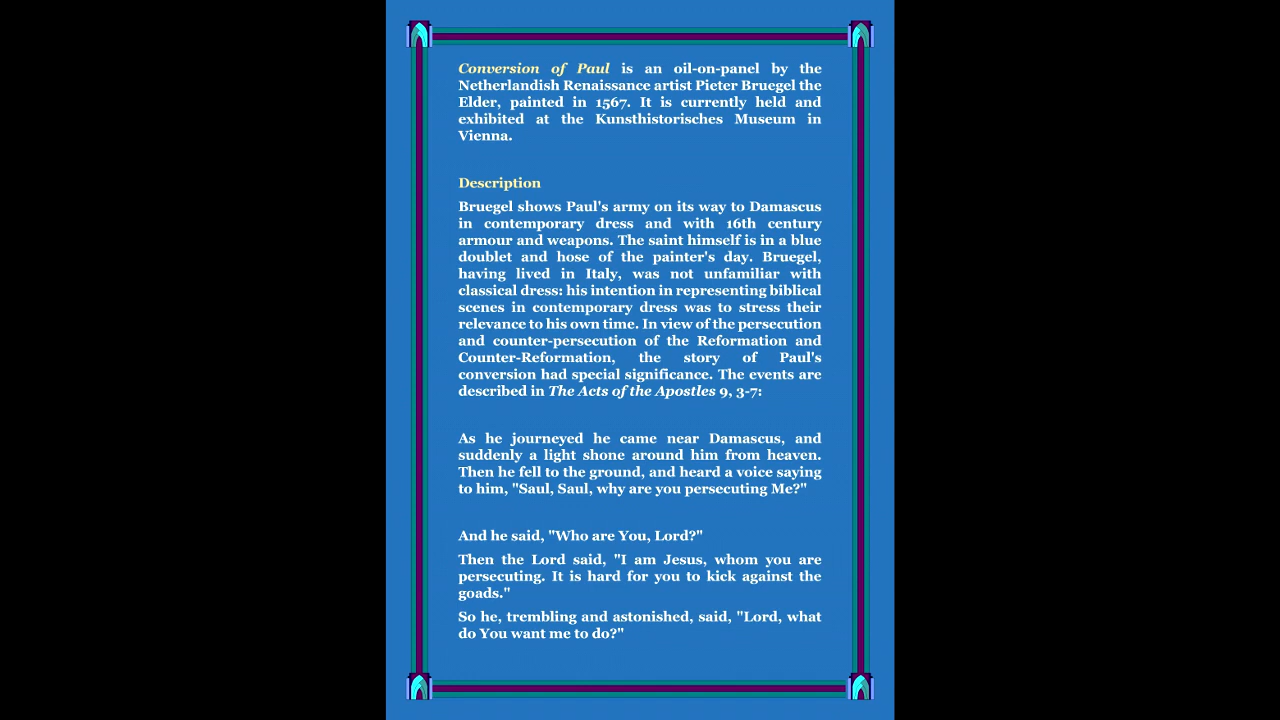 Conversion of Paul is an oil-on-panel by the
Netherlandish Renaissance artist Pieter Bruegel the
Elder, painted in 1567. It is currently held and
exhibited at the Kunsthistorisches Museum in
Vienna.
Description
Bruegel shows Paul's army on its way to Damascus
in contemporary dress and with 16th century
armour and weapons. The saint himself is in a blue
doublet and hose of the painter's day. Bruegel,
having lived in Italy, was not unfamiliar with
classical dress: his intention in representing biblical
scenes in contemporary dress was to stress their
relevance to his own time. In view of the persecution
and counter-persecution of the Reformation and
Counter-Reformation, the story of Paul's
conversion had special significance. The events are
described in The Acts of the Apostles 9, 3-7:
As he journeyed he came near Damascus, and
suddenly a light shone around him from heaven.
Then he fell to the ground, and heard a voice saying
to him, "Saul, Saul, why are you persecuting Me?"
And he said, "Who are You, Lord?"
Then the Lord said, "I am Jesus, whom you are
persecuting. It is hard for you to kick against the
goads."
So he, trembling and astonished, said, "Lord, what
do You want me to do?"